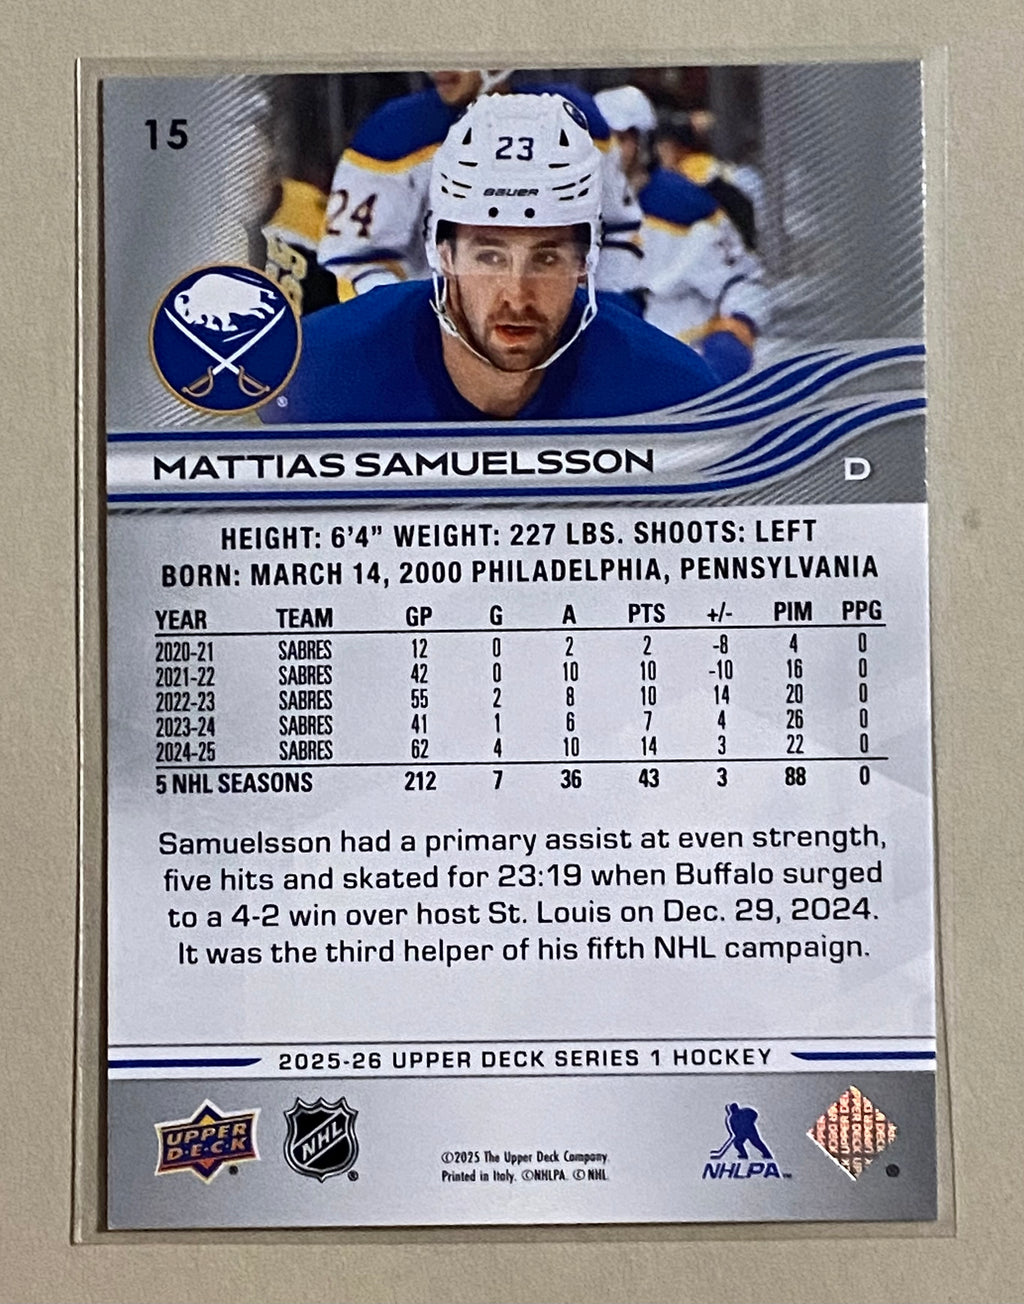 15
23
BAUER
24
MATTIAS SAMUELSSON
D
HEIGHT: 6'4" WEIGHT: 227 LBS. SHOOTS: LEFT
BORN: MARCH 14, 2000 PHILADELPHIA, PENNSYLVANIA
YEAR TEAM GP G A PTS +/- PIM PPG
2020-21 SABRES 12 0 2 2 -8 4 0
2021-22 SABRES 42 0 10 10 -10 16 0
2022-23 SABRES 55 2 8 10 14 20 0
2023-24 SABRES 41 1 6 7 4 26 0
2024-25 SABRES 62 4 10 14 3 22 0
5 NHL SEASONS 212 7 36 43 3 88 0
Samuelsson had a primary assist at even strength,
five hits and skated for 23:19 when Buffalo surged
to a 4-2 win over host St. Louis on Dec. 29, 2024.
It was the third helper of his fifth NHL campaign.
2025-26 UPPER DECK SERIES 1 HOCKEY
UPPER
D·E·C·K
®
NHL
®
©2025 The Upper Deck Company.
Printed in Italy. ©NHLPA. © NHL.
NHLPA™
UPPER DECK